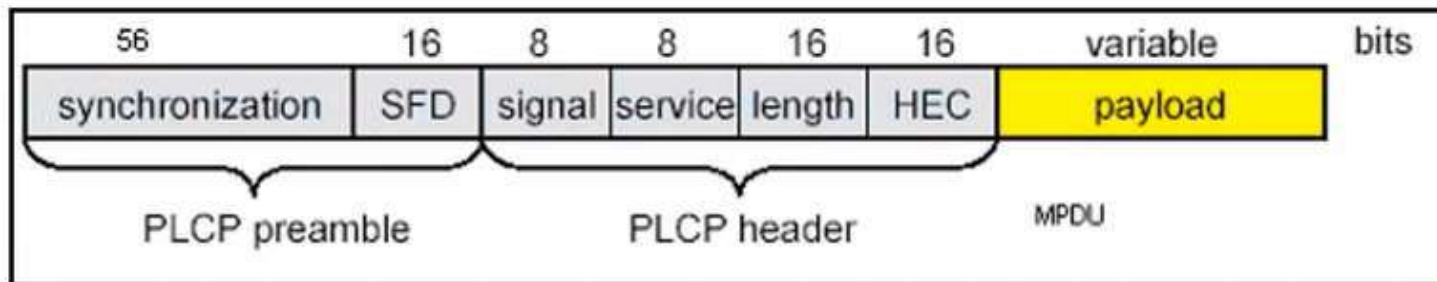 56 16 8 8 16 16 variable bits
synchronization SFD signal service length HEC payload
PLCP preamble PLCP header MPDU